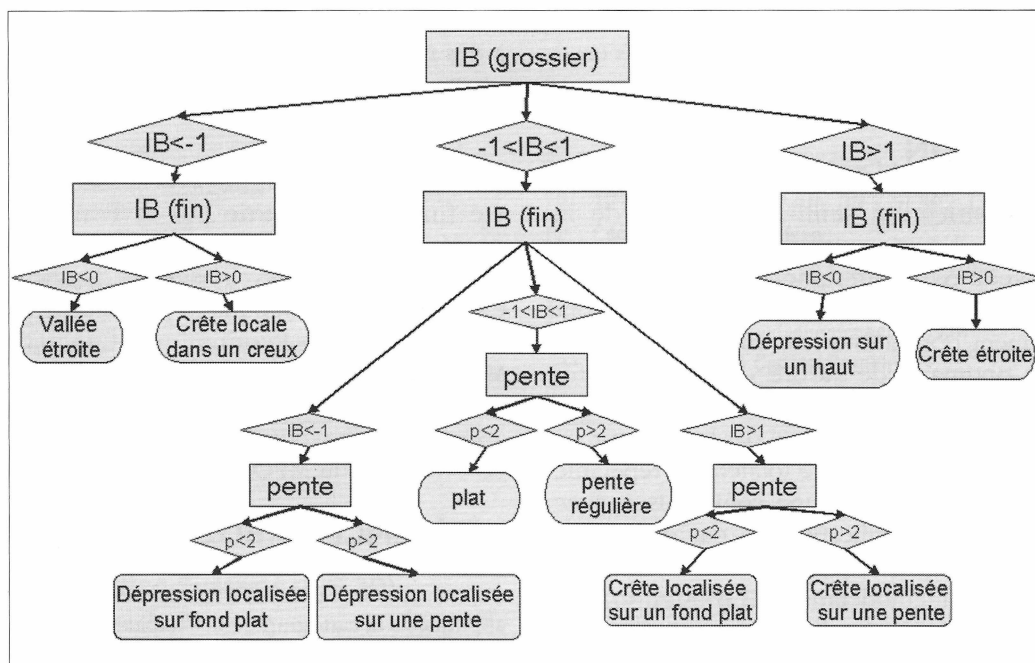 IB (grossier)
IB<-1
-1<IB<1
IB>1
IB (fin)
IB (fin)
IB (fin)
IB<0
IB>0
IB<0
IB>0
Vallée
étroite
Crête locale
dans un creux
-1<IB<1
Dépression sur
un haut
Crête étroite
pente
IB<-1
p<2
p>2
IB>1
pente
plat
pente
régulière
pente
p<2
p>2
p<2
p>2
Dépression localisée
sur fond plat
Dépression localisée
sur une pente
Crête localisée
sur un fond plat
Crête localisée
sur une pente